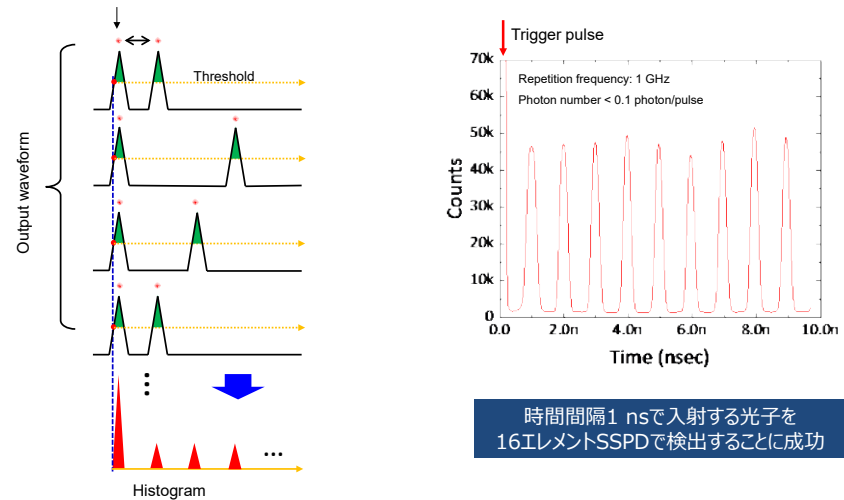 Output waveform
Threshold
Histogram
Trigger pulse
Repetition frequency: 1 GHz
Photon number < 0.1 photon/pulse
Counts
70k
60k
50k
40k
30k
20k
10k
0
0.0
2.0n
4.0n
6.0n
8.0n
10.0n
Time (nsec)
時間間隔1 nsで入射する光子を
16エレメントSSPDで検出することに成功